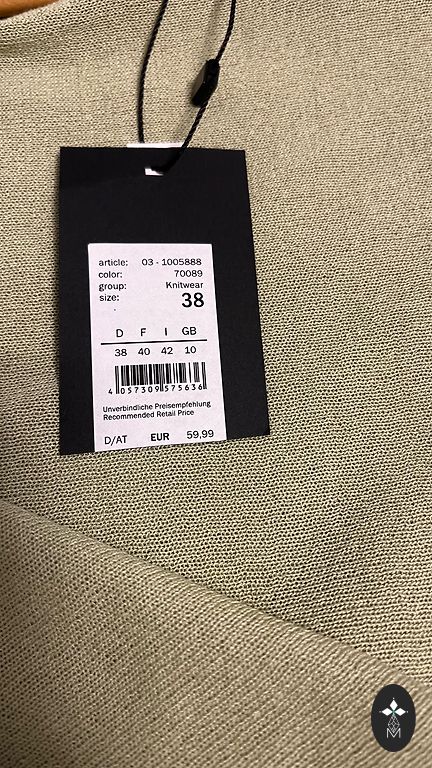 article: 03 - 1005888
color: 70089
group: Knitwear
size: 38
D F I GB
38 40 42 10
4 057309 575636
Unverbindliche Preisempfehlung
Recommended Retail Price
D/AT EUR 59,99
M